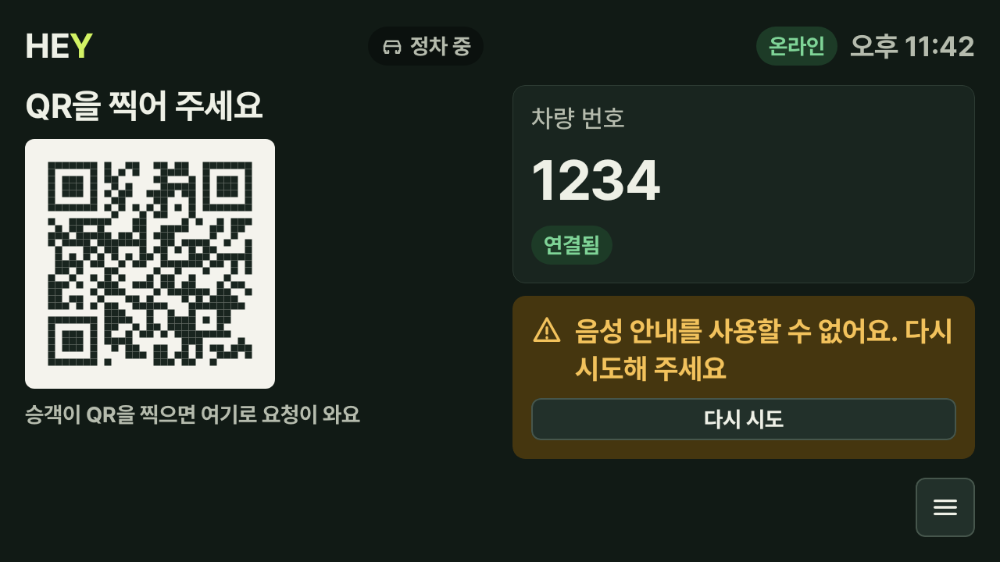 HEY
정차 중
온라인
오후 11:42
QR을 찍어 주세요
승객이 QR을 찍으면 여기로 요청이 와요
차량 번호
1234
연결됨
음성 안내를 사용할 수 없어요. 다시
시도해 주세요
다시 시도